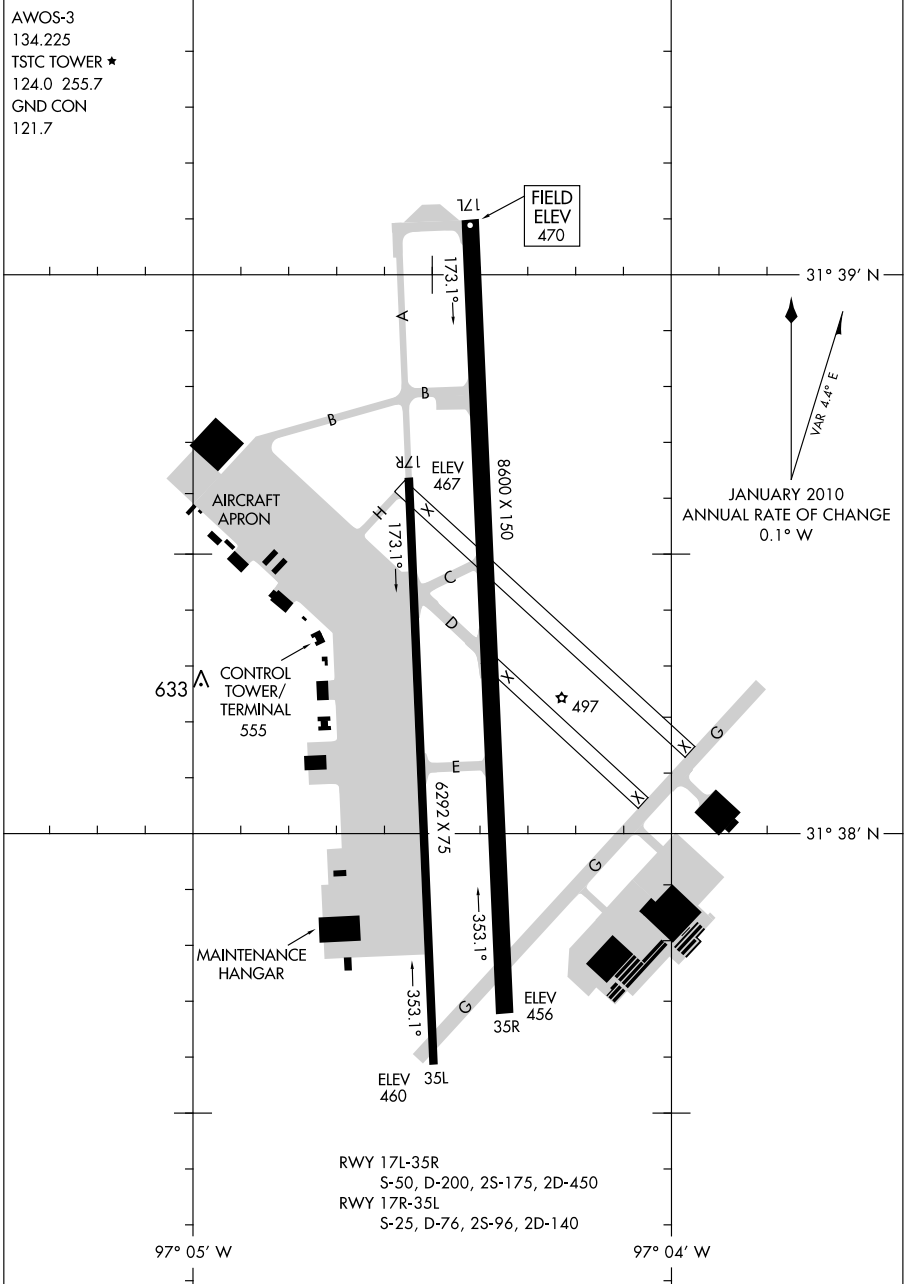 AWOS-3
134.225
TSTC TOWER ★
124.0 255.7
GND CON
121.7
17L
FIELD
ELEV
470
31° 39' N
173.1°
A
VAR 4.4° E
B
B
17R
ELEV
467
8600 X 150
JANUARY 2010
ANNUAL RATE OF CHANGE
0.1° W
AIRCRAFT
APRON
H
X
173.1°
C
D
CONTROL
TOWER/
TERMINAL
555
633
X
497
G
X
E
6292 X 75
X
31° 38' N
G
353.1°
MAINTENANCE
HANGAR
353.1°
G
ELEV
456
35R
ELEV
460
35L
RWY 17L-35R
S-50, D-200, 2S-175, 2D-450
RWY 17R-35L
S-25, D-76, 2S-96, 2D-140
97° 05' W
97° 04' W